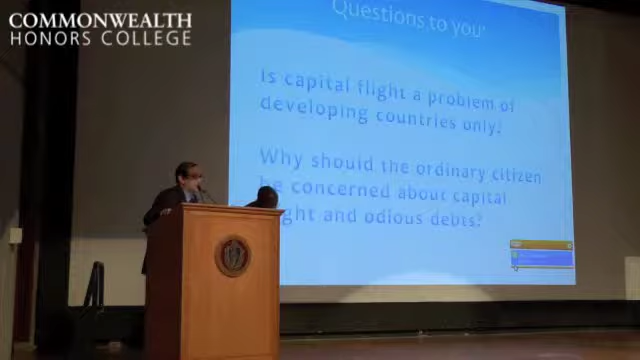 COMMONWEALTH
HONORS COLLEGE
Questions to you:
Is capital flight a problem of
developing countries only?
Why should the ordinary citizen
be concerned about capital
ght and odious debts?